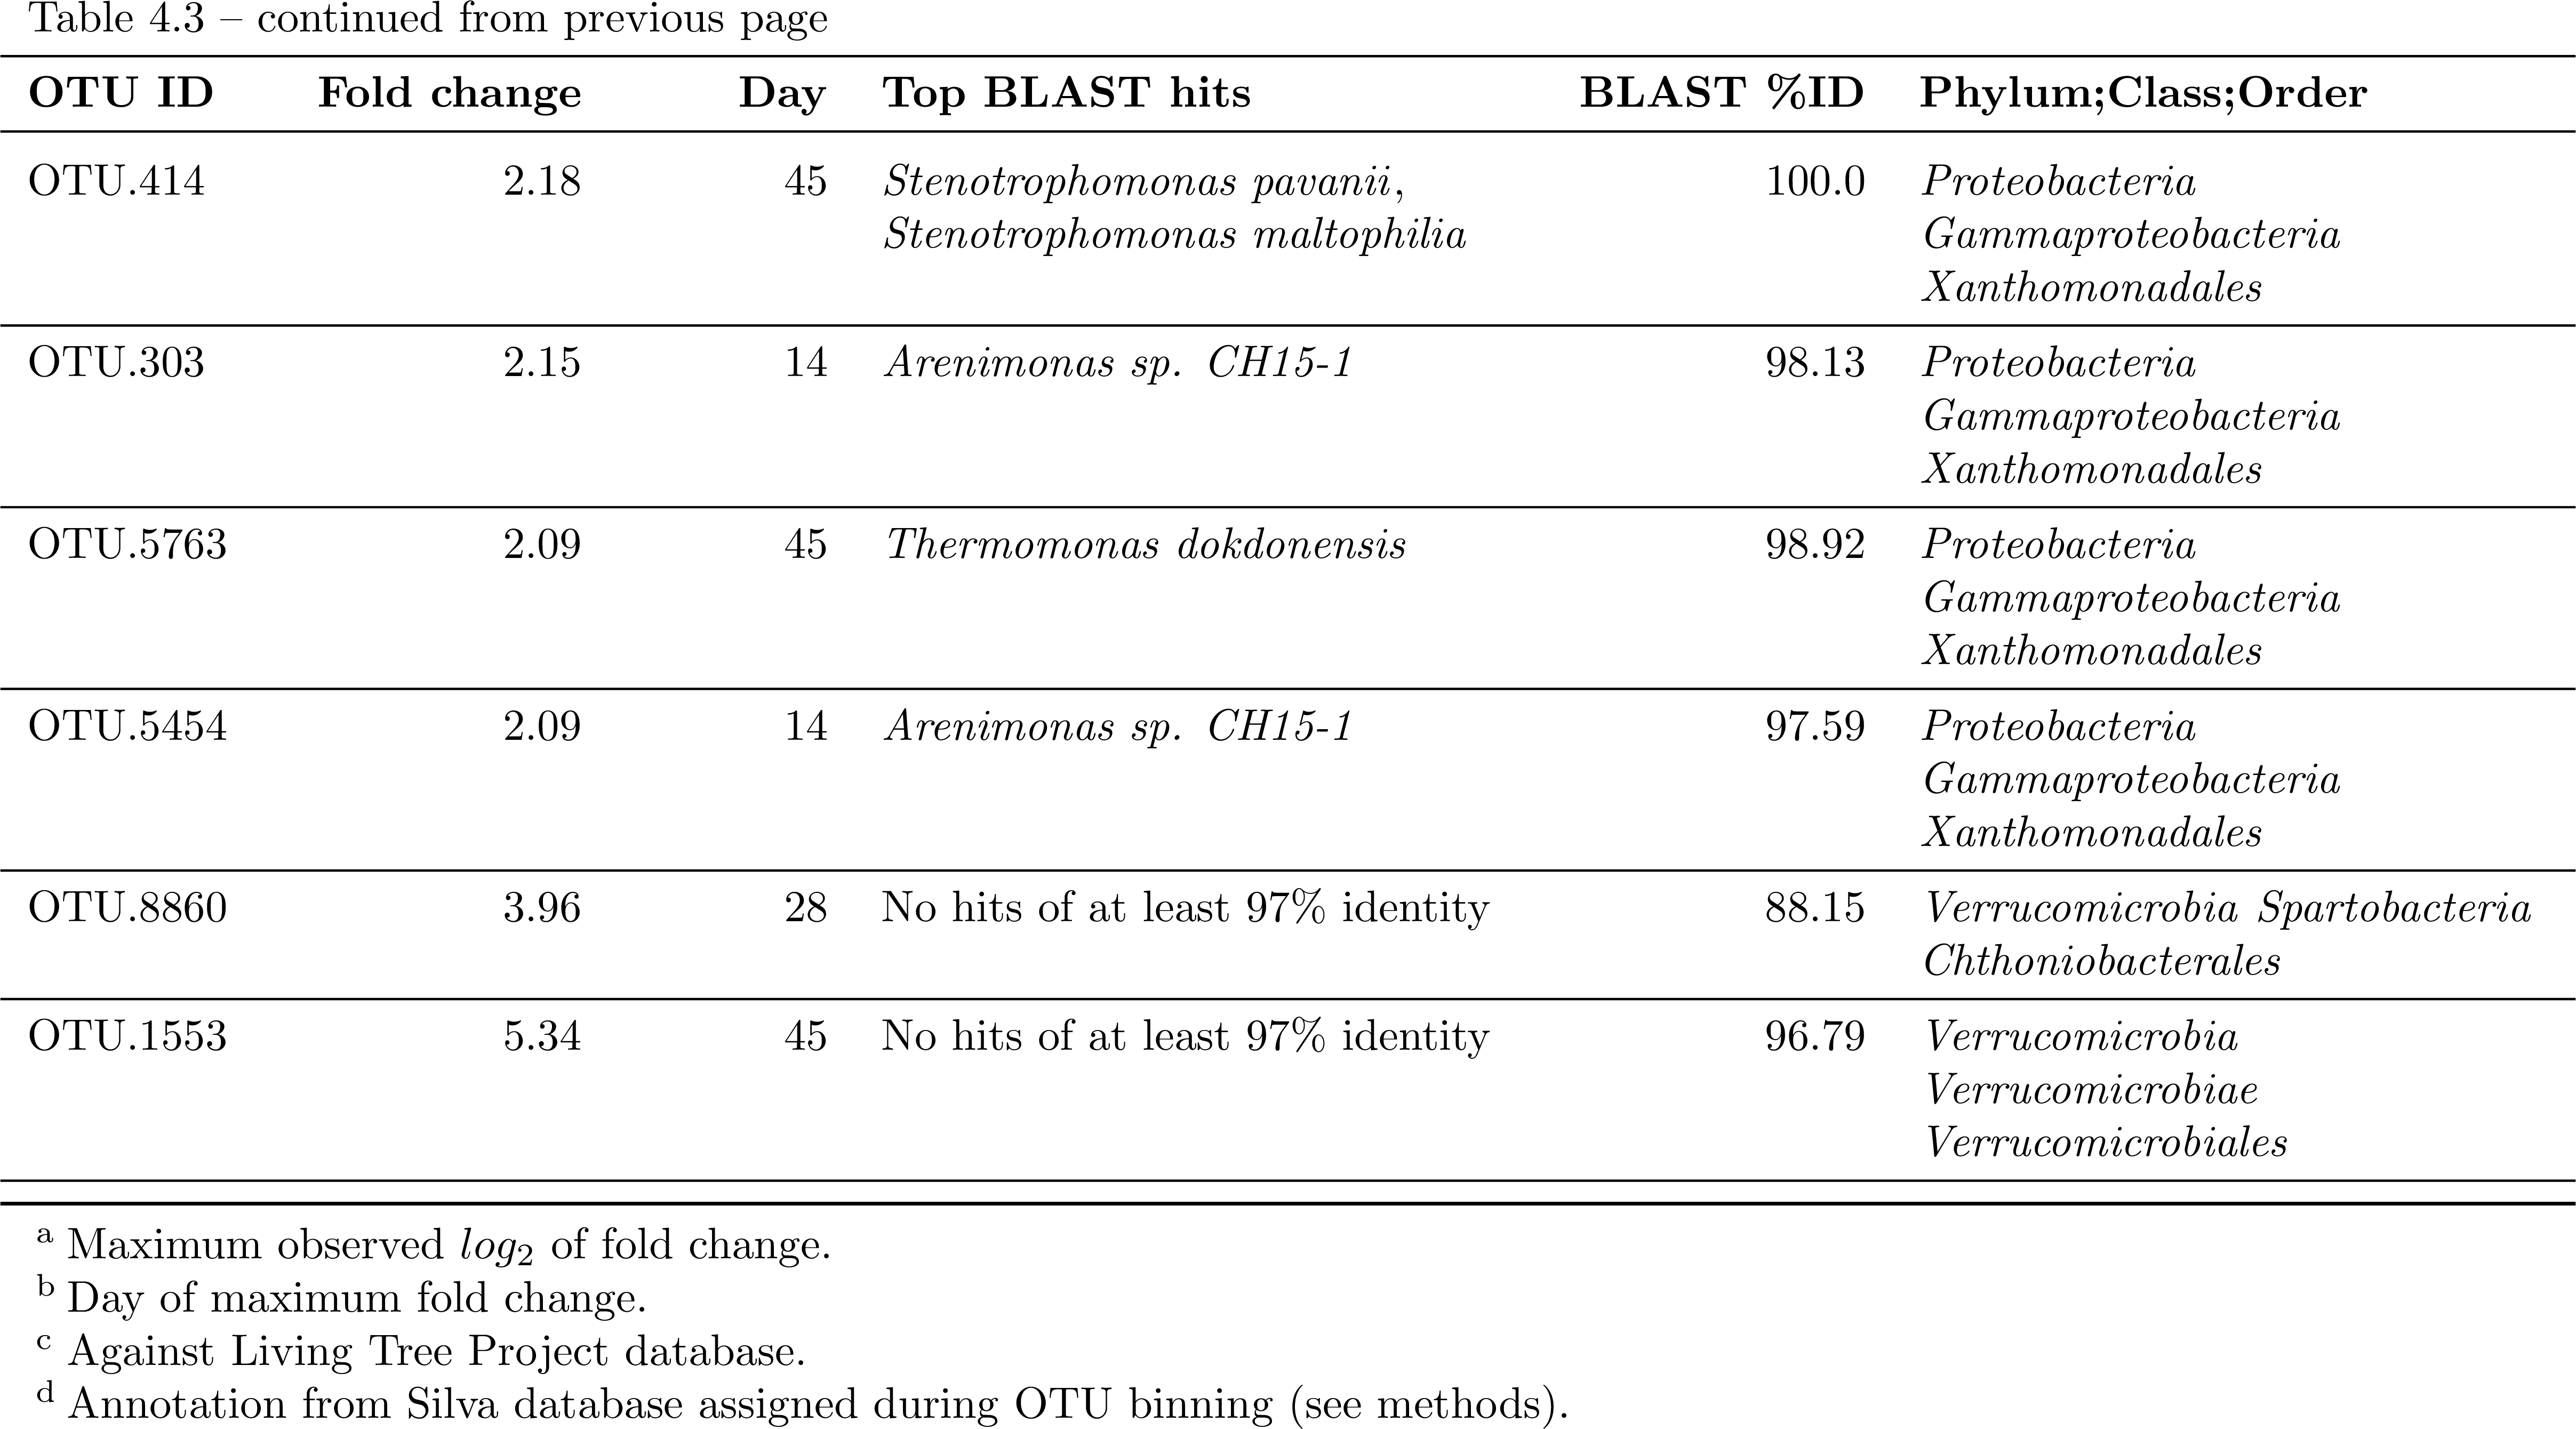 Table 4.3 – continued from previous page
OTU ID Fold change Day Top BLAST hits BLAST %ID Phylum;Class;Order
OTU.414 2.18 45 Stenotrophomonas pavanii, 100.0 Proteobacteria
Stenotrophomonas maltophilia Gammaproteobacteria
Xanthomonadales
OTU.303 2.15 14 Arenimonas sp. CH15-1 98.13 Proteobacteria
Gammaproteobacteria
Xanthomonadales
OTU.5763 2.09 45 Thermomonas dokdonensis 98.92 Proteobacteria
Gammaproteobacteria
Xanthomonadales
OTU.5454 2.09 14 Arenimonas sp. CH15-1 97.59 Proteobacteria
Gammaproteobacteria
Xanthomonadales
OTU.8860 3.96 28 No hits of at least 97% identity 88.15 Verrucomicrobia Spartobacteria
Chthoniobacterales
OTU.1553 5.34 45 No hits of at least 97% identity 96.79 Verrucomicrobia
Verrucomicrobiae
Verrucomicrobiales
a Maximum observed log2 of fold change.
b Day of maximum fold change.
c Against Living Tree Project database.
d Annotation from Silva database assigned during OTU binning (see methods).